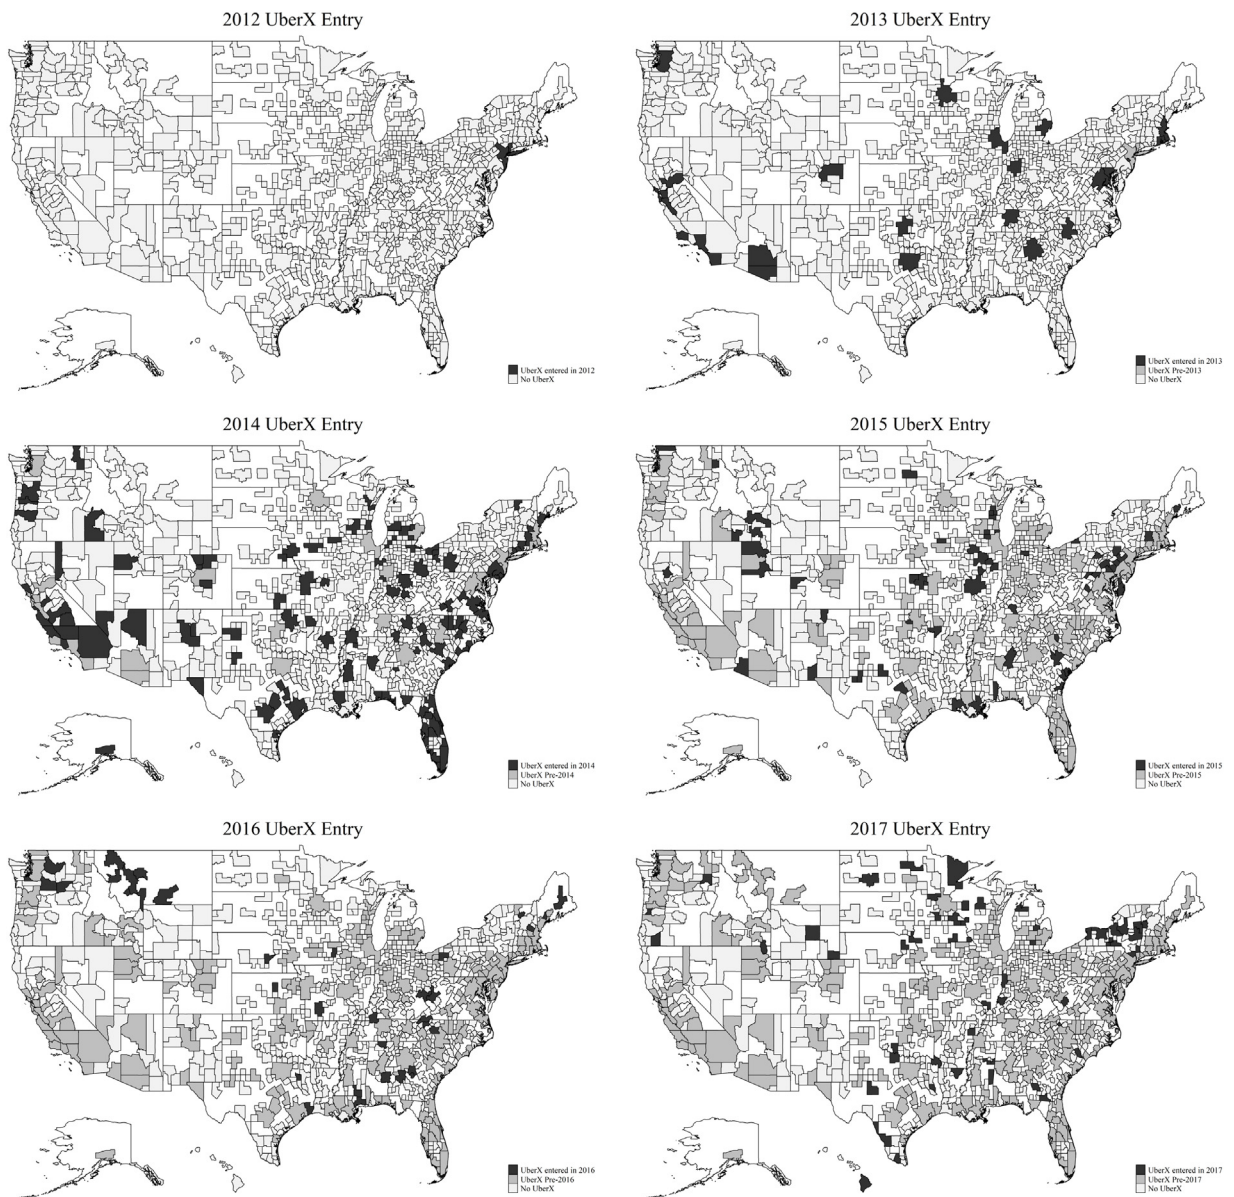 2012 UberX Entry
UberX entered in 2012
No UberX
2013 UberX Entry
UberX entered in 2013
UberX Pre-2013
No UberX
2014 UberX Entry
UberX entered in 2014
UberX Pre-2014
No UberX
2015 UberX Entry
UberX entered in 2015
UberX Pre-2015
No UberX
2016 UberX Entry
UberX entered in 2016
UberX Pre-2016
No UberX
2017 UberX Entry
UberX entered in 2017
UberX Pre-2017
No UberX